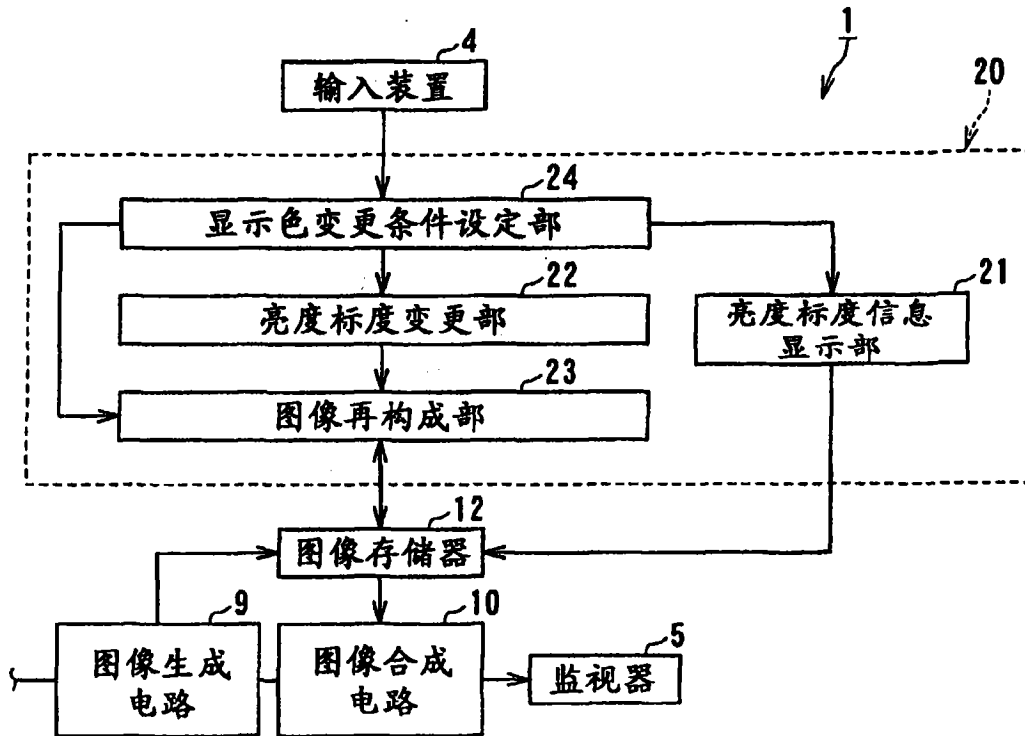 1
4
输入装置
20
24
显示色变更条件设定部
22
亮度标度变更部
21
亮度标度信息
显示部
23
图像再构成部
12
图像存储器
9
图像生成
电路
10
图像合成
电路
5
监视器